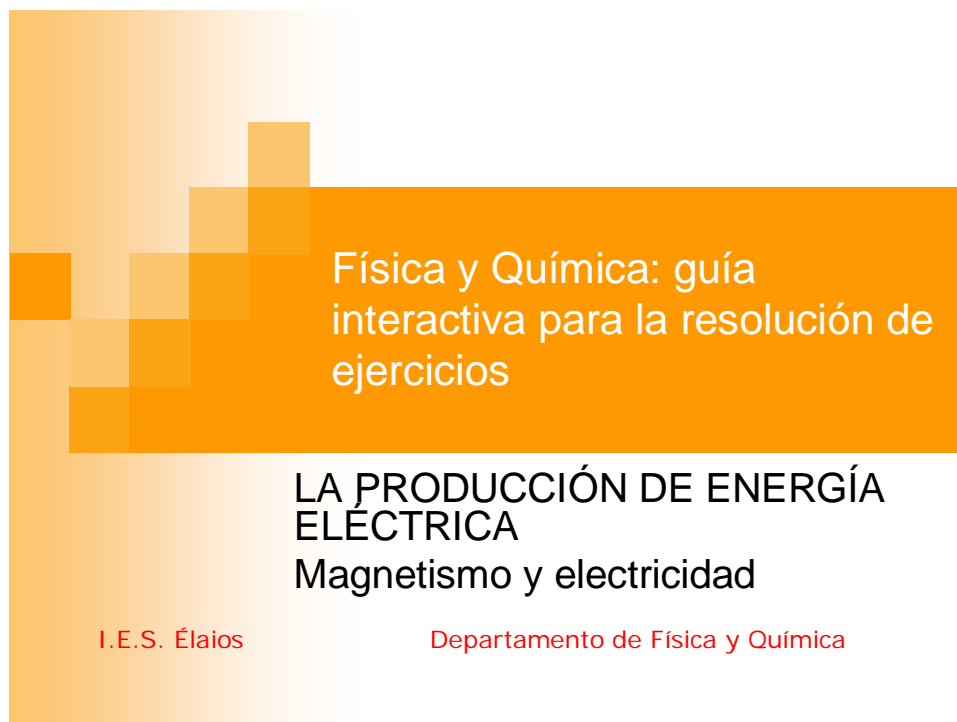 Física y Química: guía
interactiva para la resolución de
ejercicios
LA PRODUCCIÓN DE ENERGÍA
ELÉCTRICA
Magnetismo y electricidad
I.E.S. Élaios Departamento de Física y Química